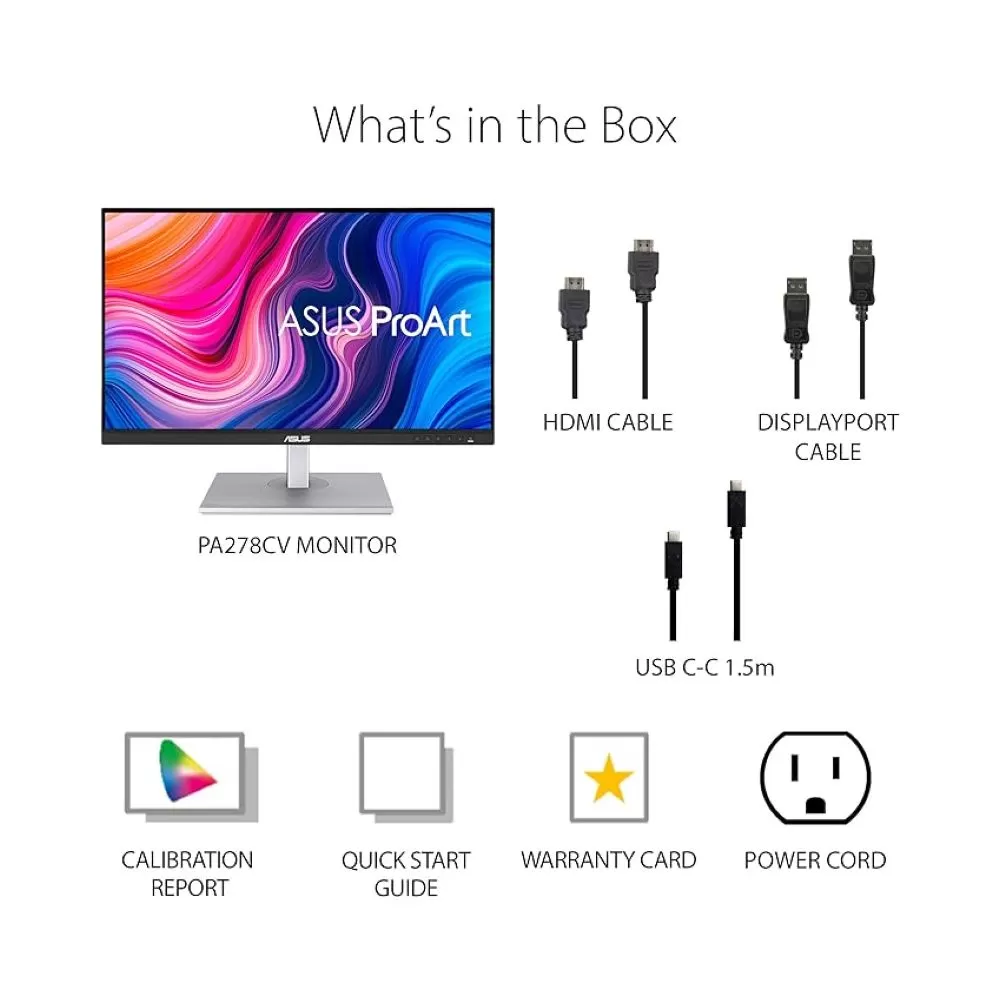 What's in the Box
ASUS ProArt
ASUS
PA278CV MONITOR
HDMI CABLE
DISPLAYPORT
CABLE
USB C-C 1.5m
CALIBRATION
REPORT
QUICK START
GUIDE
WARRANTY CARD
POWER CORD